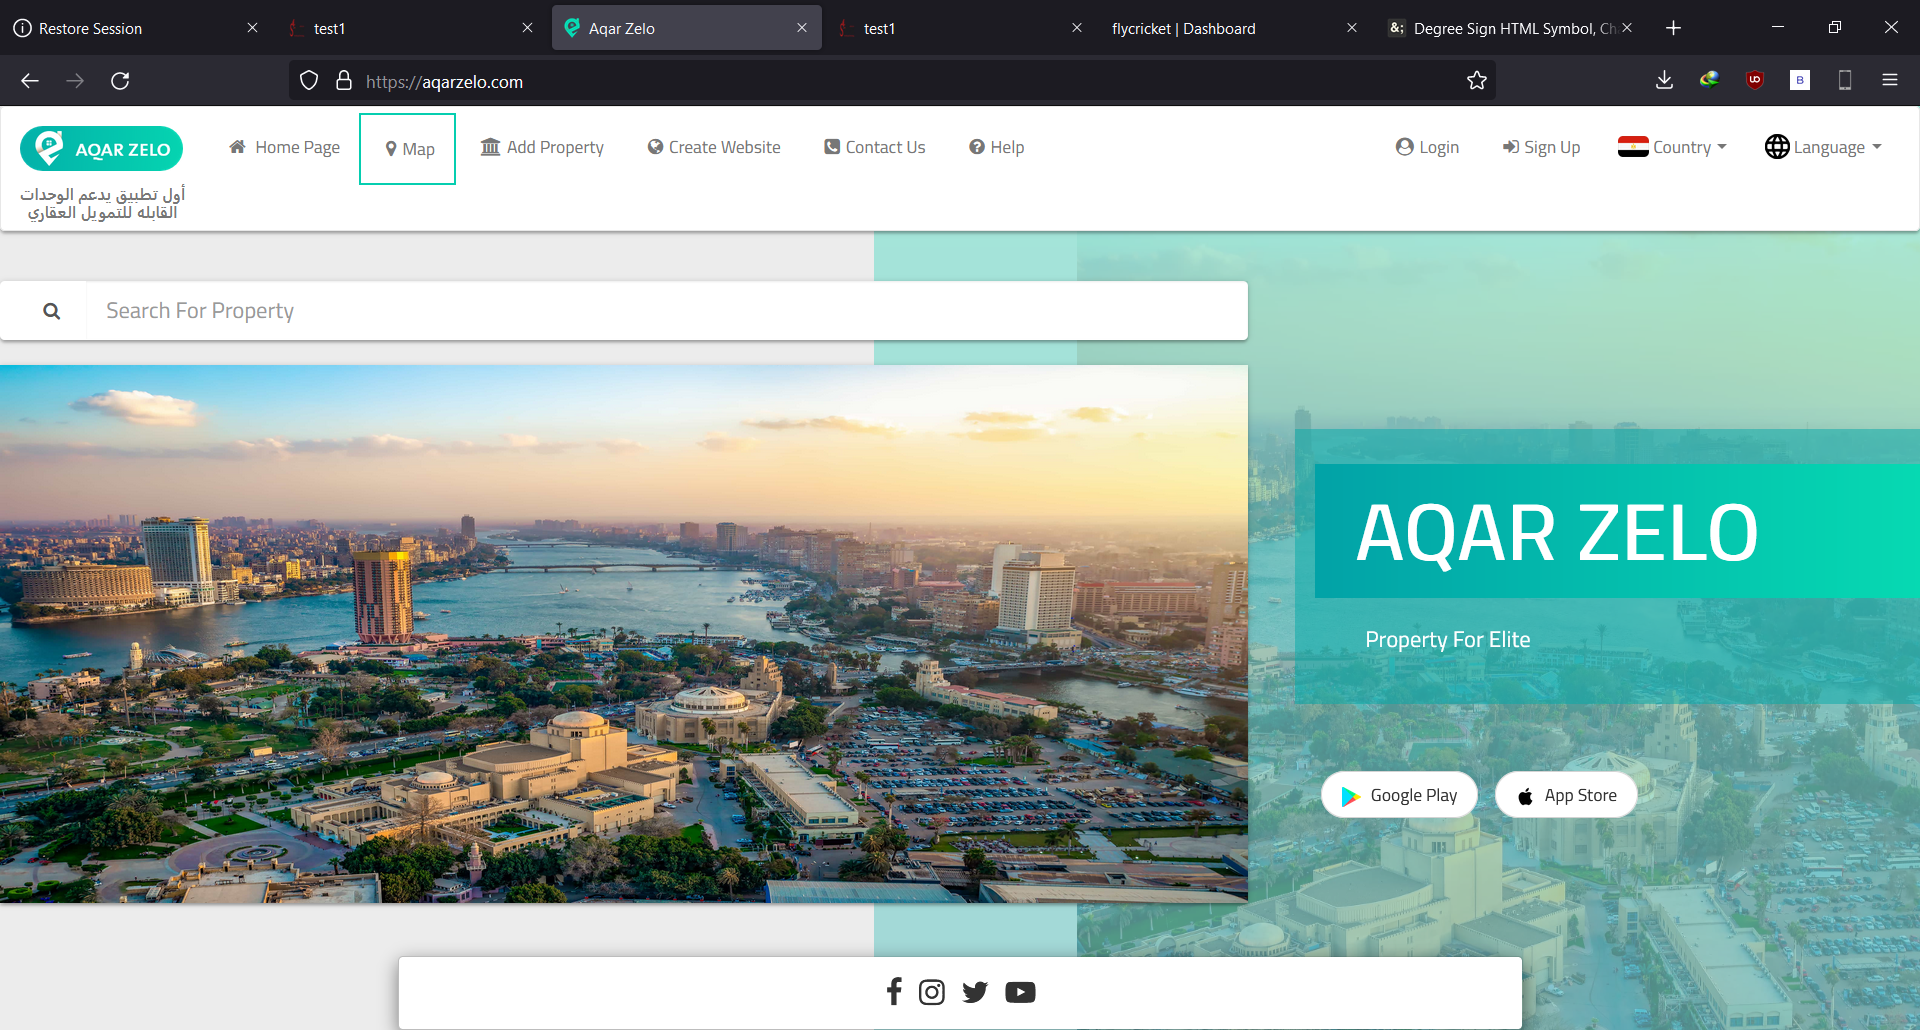 Restore Session
test1
Aqar Zelo
test1
flycricket | Dashboard
&; Degree Sign HTML Symbol, Ch
https://aqarzelo.com
B
AQAR ZELO
أول تطبيق يدعم الوحدات
القابله للتمويل العقاري
Home Page
Map
Add Property
Create Website
Contact Us
Help
Login
Sign Up
Country
Language
Search For Property
AQAR ZELO
Property For Elite
Google Play
App Store